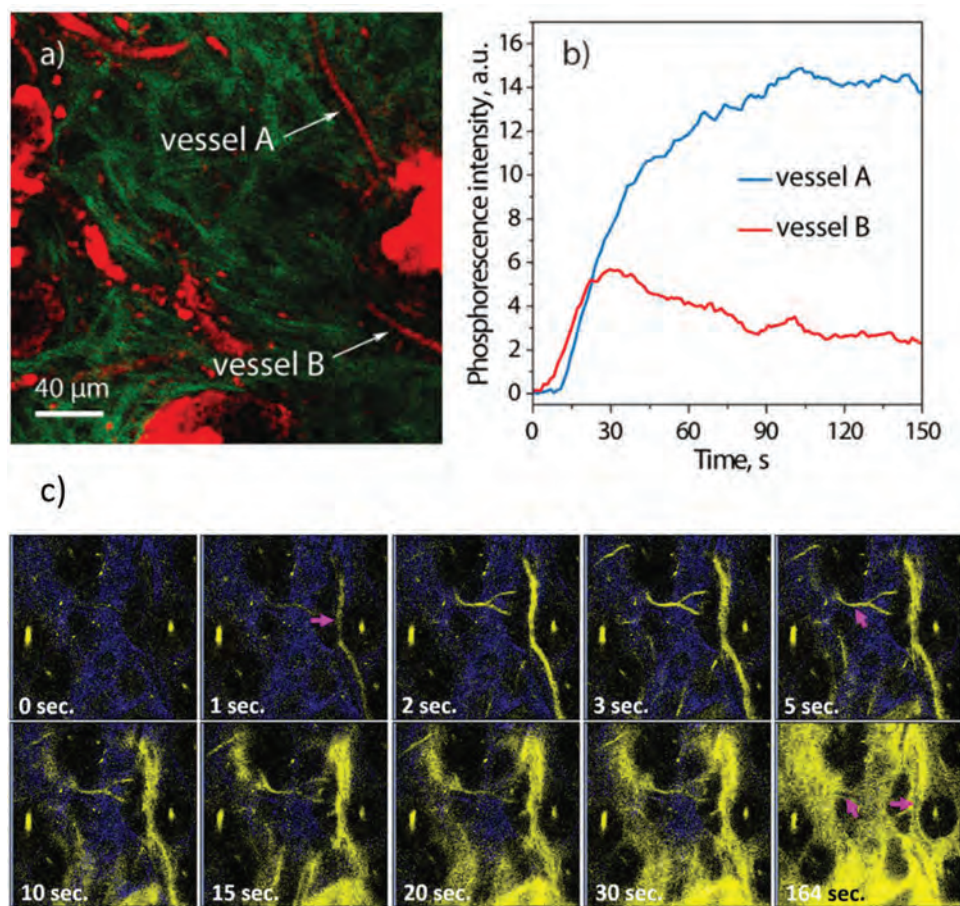 a)
vessel A
vessel B
40 µm
b)
Phosphorescence intensity, a.u.
16
14
12
10
8
6
4
2
0
vessel A
vessel B
0 30 60 90 120 150
Time, s
c)
0 sec. 1 sec. 2 sec. 3 sec. 5 sec.
10 sec. 15 sec. 20 sec. 30 sec. 164 sec.